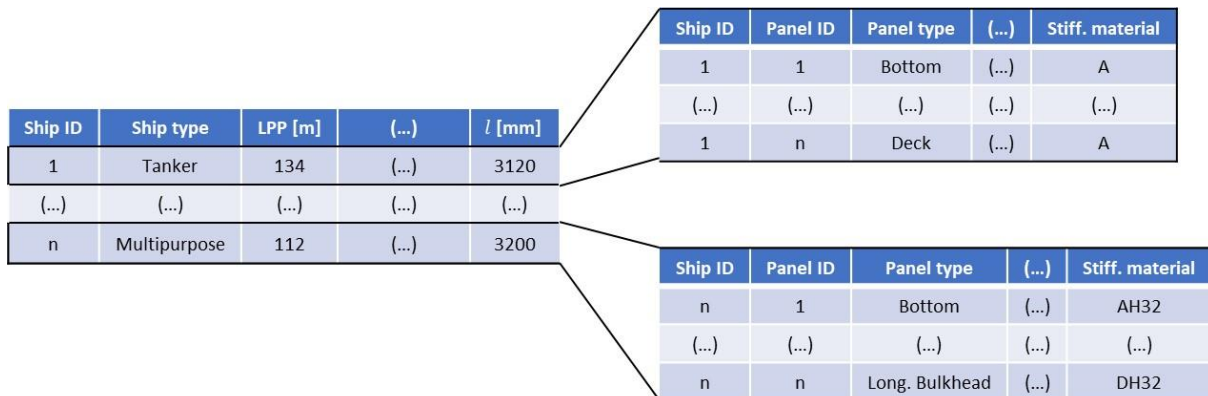 Ship ID Panel ID Panel type (...) Stiff. material
1 1 Bottom (...) A
(...) (...) (...) (...) (...)
1 n Deck (...) A
Ship ID Ship type LPP [m] (...) l [mm]
1 Tanker 134 (...) 3120
(...) (...) (...) (...) (...)
n Multipurpose 112 (...) 3200
Ship ID Panel ID Panel type (...) Stiff. material
n 1 Bottom (...) AH32
(...) (...) (...) (...) (...)
n n Long. Bulkhead (...) DH32